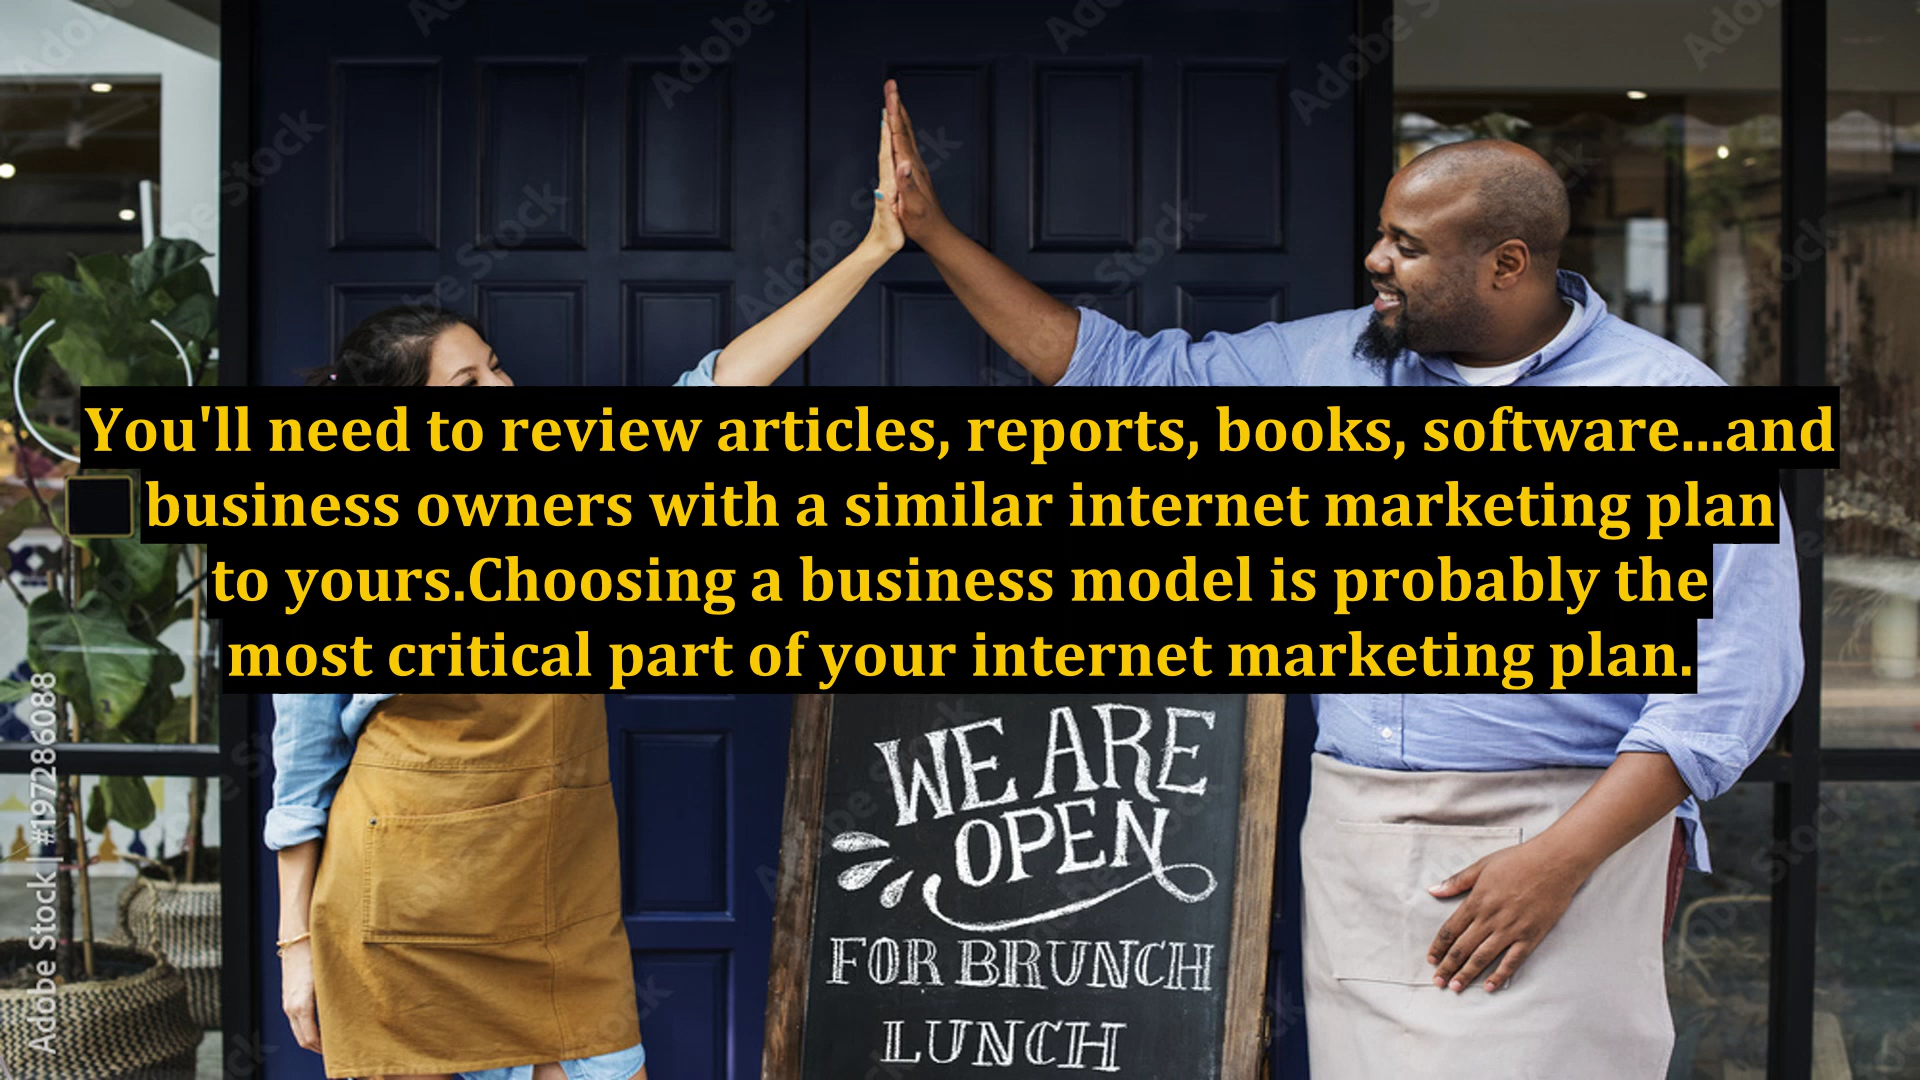 You'll need to review articles, reports, books, software...and
business owners with a similar internet marketing plan
to yours.Choosing a business model is probably the
most critical part of your internet marketing plan.
WE ARE
OPEN
FOR BRUNCH
LUNCH
Adobe Stock | #197286088
Adobe Stock